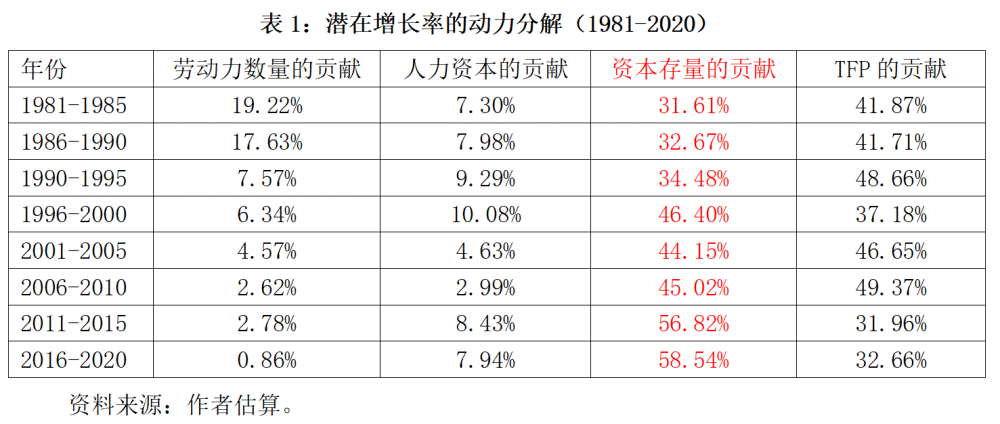 表 1：潜在增长率的动力分解（1981-2020）
年份 劳动力数量的贡献 人力资本的贡献 资本存量的贡献 TFP 的贡献
1981-1985 19.22% 7.30% 31.61% 41.87%
1986-1990 17.63% 7.98% 32.67% 41.71%
1990-1995 7.57% 9.29% 34.48% 48.66%
1996-2000 6.34% 10.08% 46.40% 37.18%
2001-2005 4.57% 4.63% 44.15% 46.65%
2006-2010 2.62% 2.99% 45.02% 49.37%
2011-2015 2.78% 8.43% 56.82% 31.96%
2016-2020 0.86% 7.94% 58.54% 32.66%
资料来源：作者估算。